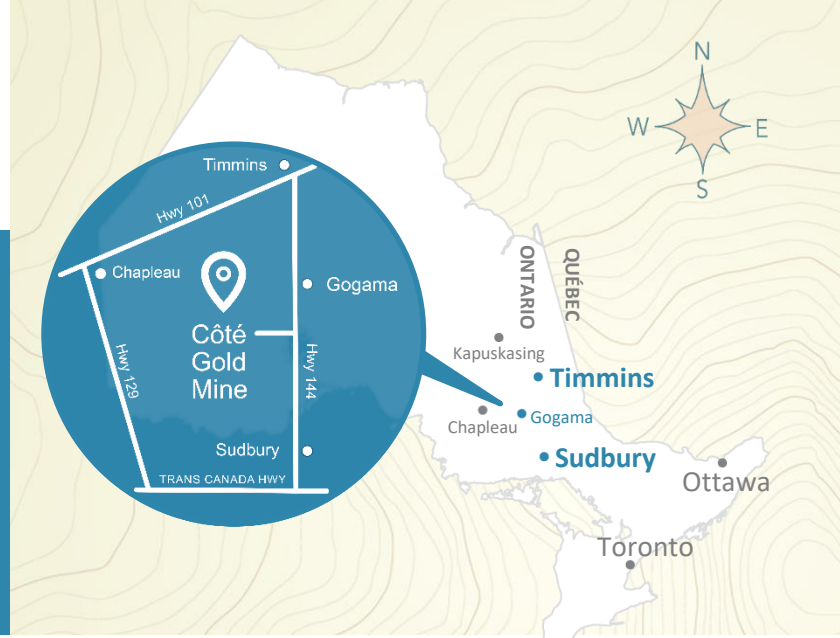 N
W
E
S
Timmins
Hwy 101
Chapleau
Gogama
Côté
Gold
Mine
Hwy 129
Hwy 144
Sudbury
TRANS CANADA HWY
ONTARIO
QUÉBEC
Kapuskasing
Timmins
Chapleau
Gogama
Sudbury
Ottawa
Toronto